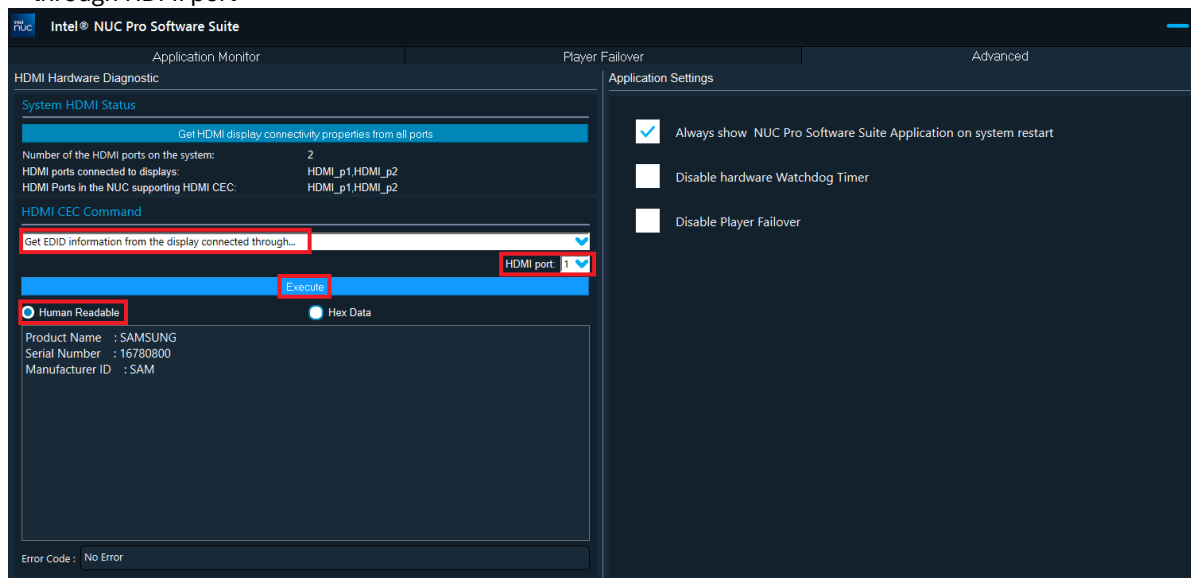 through HDMI port
intel nuc Intel® NUC Pro Software Suite
Application Monitor Player Failover Advanced
HDMI Hardware Diagnostic
System HDMI Status
Get HDMI display connectivity properties from all ports
Number of the HDMI ports on the system: 2
HDMI ports connected to displays: HDMI_p1,HDMI_p2
HDMI Ports in the NUC supporting HDMI CEC: HDMI_p1,HDMI_p2
HDMI CEC Command
Get EDID information from the display connected through...
HDMI port: 1
Execute
Human Readable Hex Data
Product Name : SAMSUNG
Serial Number : 16780800
Manufacturer ID : SAM
Error Code : No Error
Application Settings
Always show NUC Pro Software Suite Application on system restart
Disable hardware Watchdog Timer
Disable Player Failover